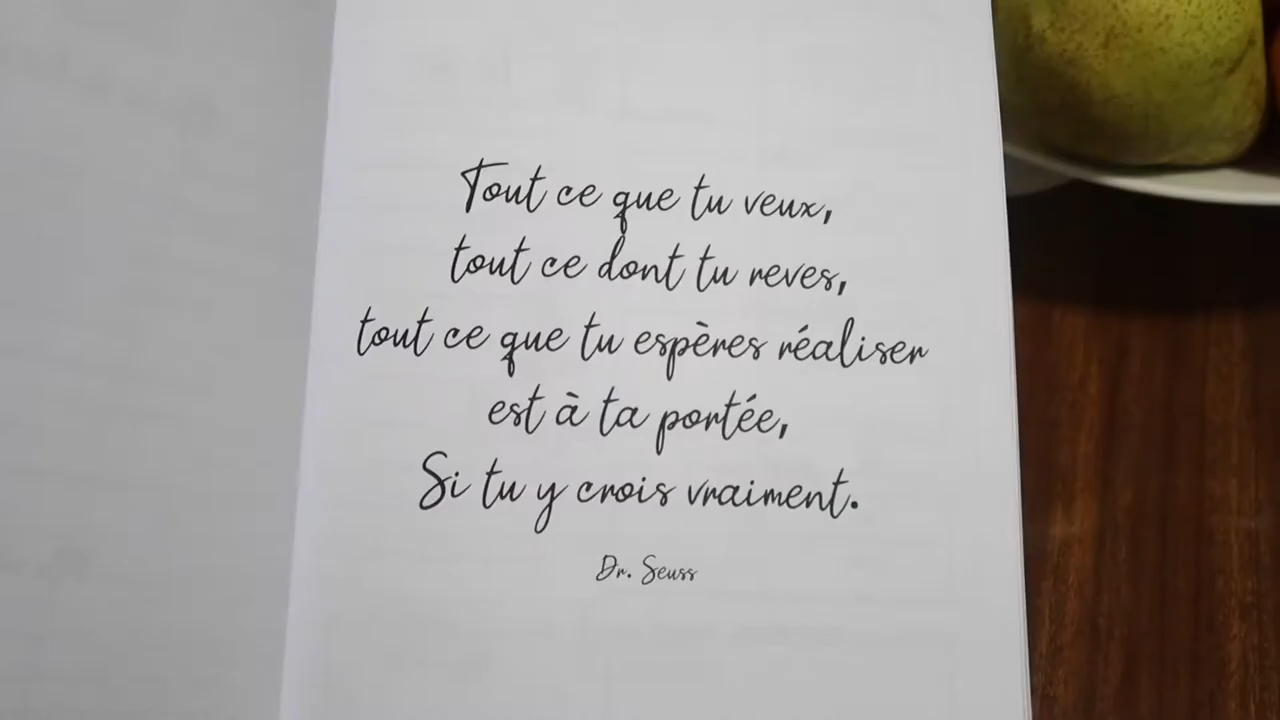 Tout ce que tu veux,
tout ce dont tu reves,
tout ce que tu espères réaliser
est à ta portée,
Si tu y crois vraiment.
Dr. Seuss